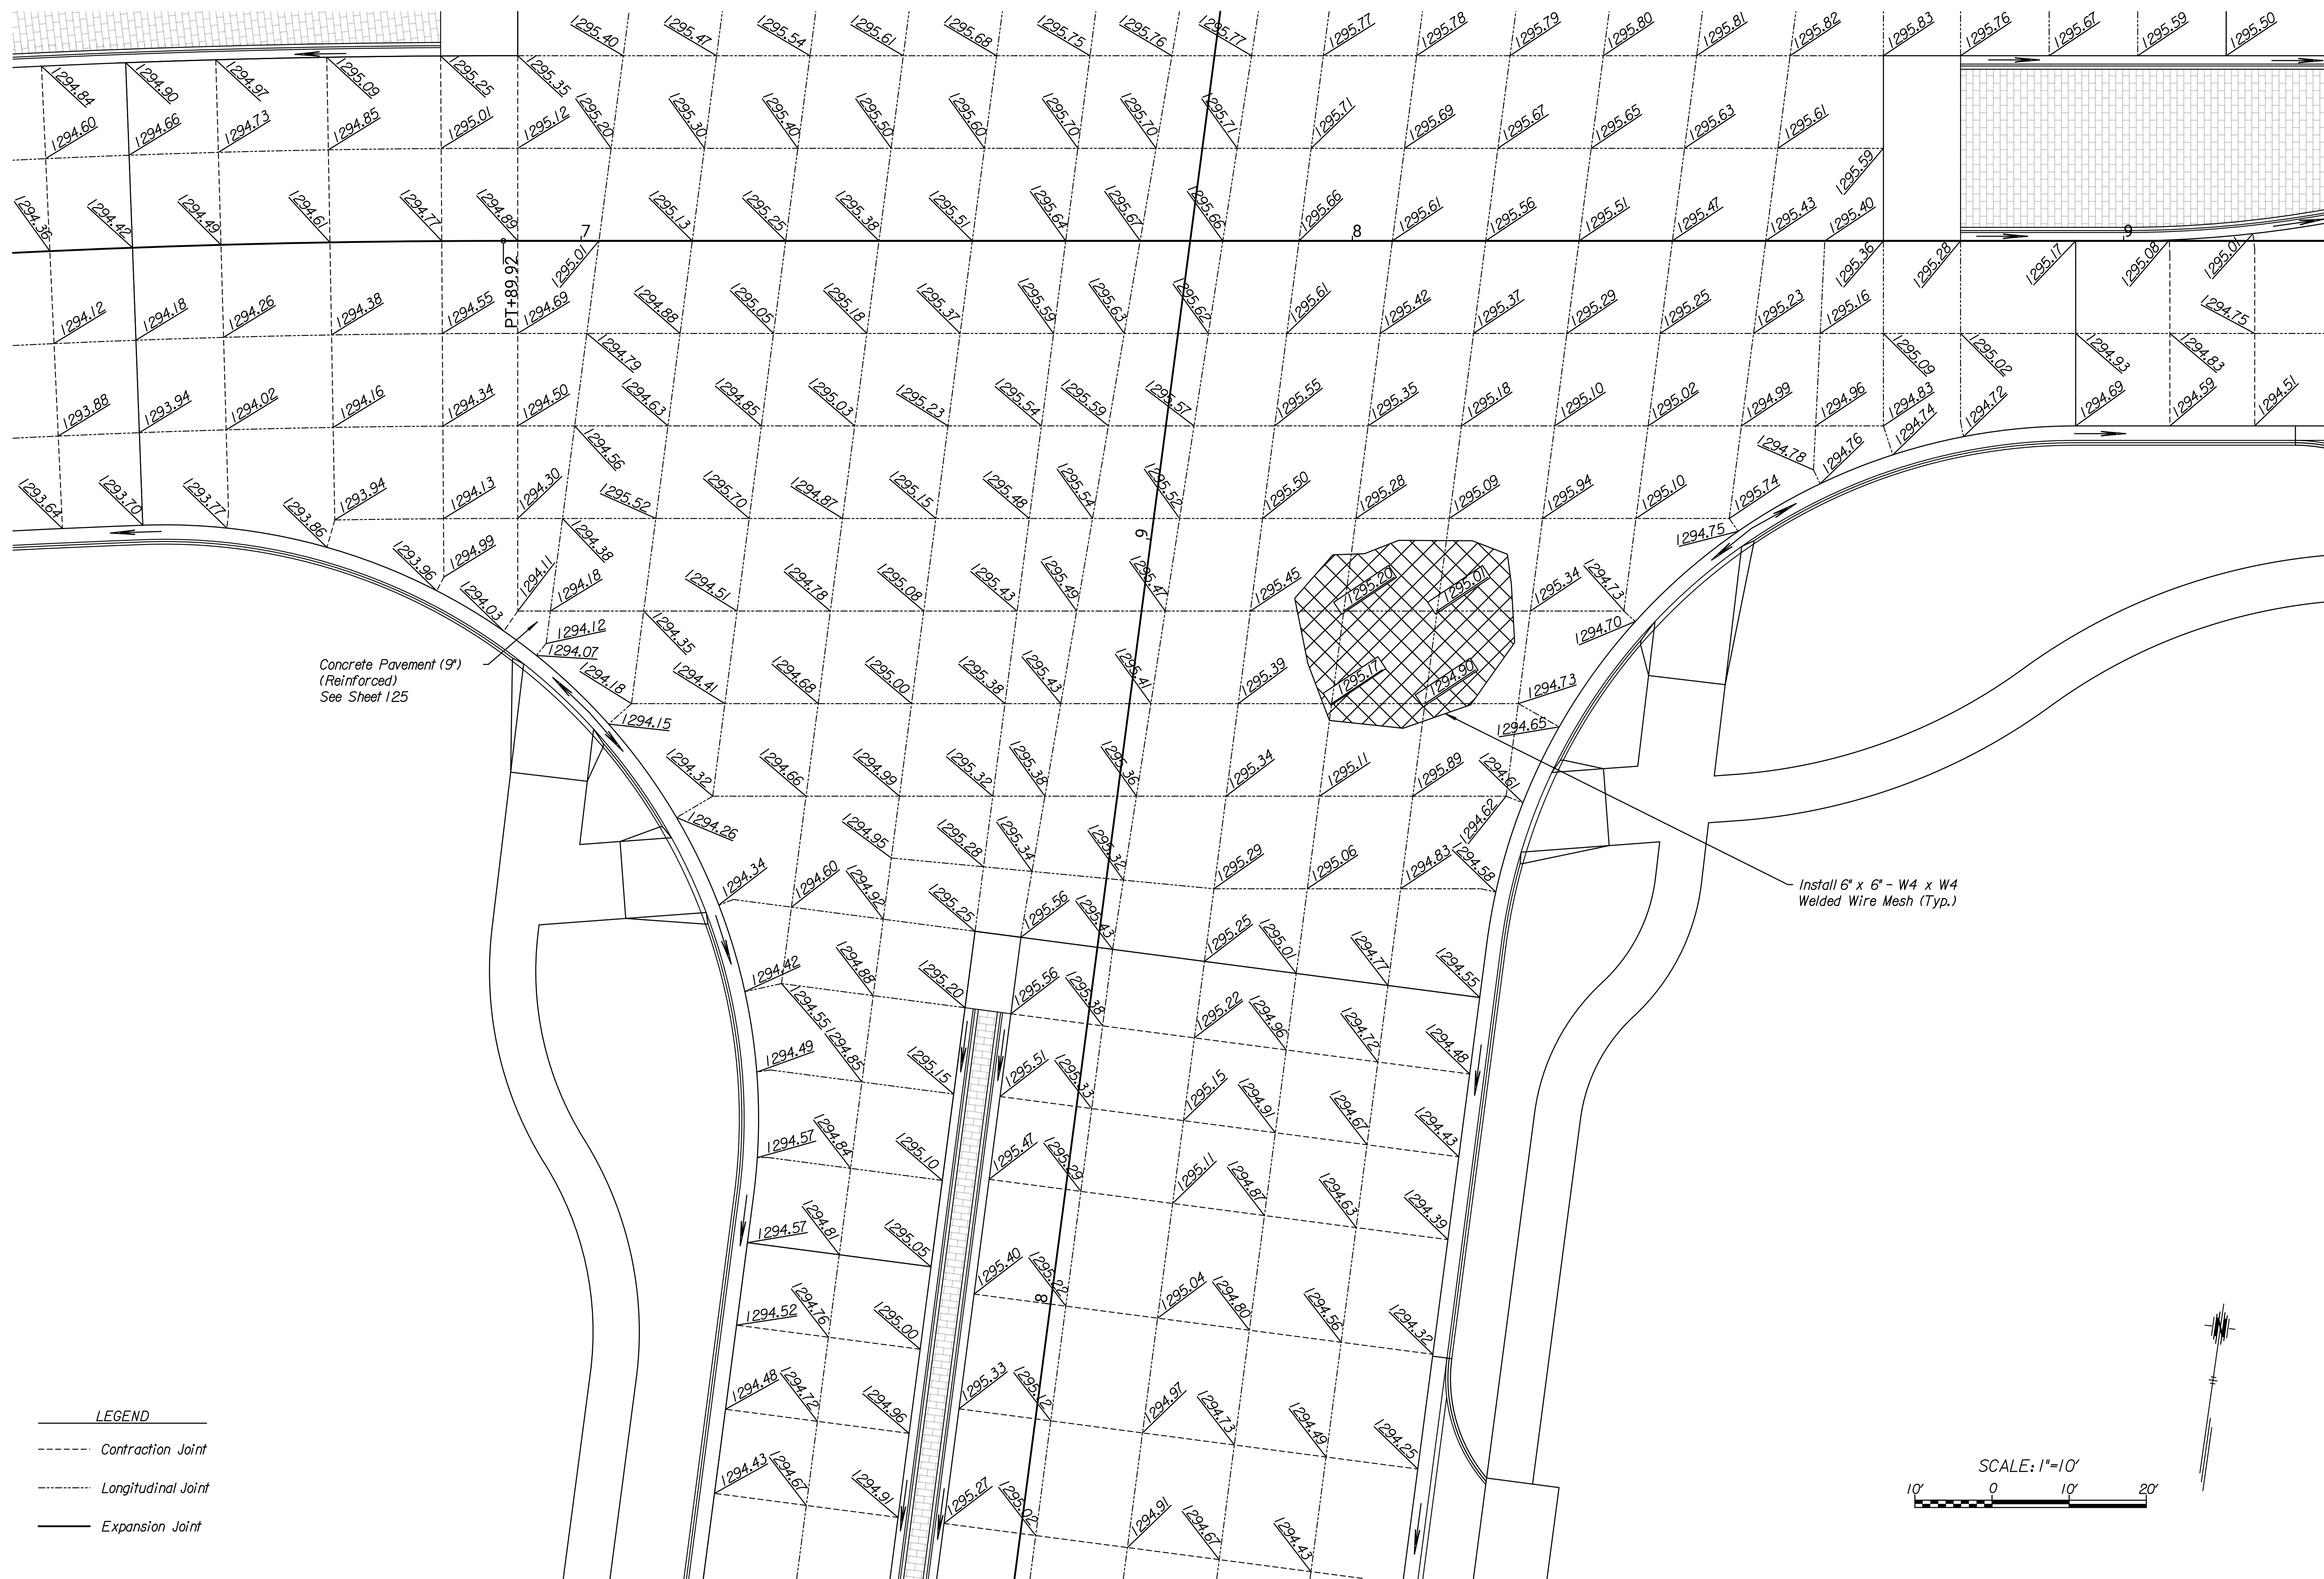 1295.40 1295.47 1295.54 1295.61 1295.68 1295.75 1295.76 1295.77 1295.77 1295.78 1295.79 1295.80 1295.81 1295.82 1295.83 1295.76 1295.67 1295.59 1295.50
1294.84 1294.90 1294.97 1295.09 1295.25 1295.35
1294.60 1294.66 1294.73 1294.85 1295.01 1295.12 1295.20 1295.30 1295.40 1295.50 1295.60 1295.70 1295.70 1295.71 1295.71 1295.69 1295.67 1295.65 1295.63 1295.61
1295.59
1294.36 1294.42 1294.49 1294.61 1294.77 1294.89 1295.13 1295.25 1295.38 1295.51 1295.64 1295.67 1295.66 1295.66 1295.61 1295.56 1295.51 1295.47 1295.43 1295.40
7 8 9
PT+89.92
1295.01 1295.36 1295.28 1295.17 1295.08 1295.01
1294.12 1294.18 1294.26 1294.38 1294.55 1294.69 1294.88 1295.05 1295.18 1295.37 1295.59 1295.63 1295.62 1295.61 1295.42 1295.37 1295.29 1295.25 1295.23 1295.16 1294.75
1294.79 1295.09 1295.02 1294.93 1294.83
1293.88 1293.94 1294.02 1294.16 1294.34 1294.50 1294.63 1294.85 1295.03 1295.23 1295.54 1295.59 1295.57 1295.55 1295.35 1295.18 1295.10 1295.02 1294.99 1294.96 1294.83 1294.72 1294.69 1294.59 1294.51
1294.56 1294.78 1294.76 1294.74
1293.64 1293.70 1293.77 1293.86 1293.94 1294.13 1294.30 1295.52 1295.70 1294.87 1295.15 1295.48 1295.54 1295.52 1295.50 1295.28 1295.09 1295.94 1295.10 1295.74
1294.75
6
1293.96 1294.99 1294.38
1294.03 1294.11 1294.18 1294.51 1294.78 1295.08 1295.43 1295.49 1295.47 1295.45 1295.20 1295.01 1295.34 1294.73
1294.12 1294.35 1294.70
1294.07
Concrete Pavement (9")
(Reinforced)
See Sheet 125
1294.18 1294.41 1294.68 1295.00 1295.38 1295.43 1295.41 1295.39 1295.17 1294.90 1294.73
1294.15 1294.65
1294.32 1294.66 1294.99 1295.32 1295.38 1295.36 1295.34 1295.11 1295.89 1294.61
1294.26 1294.62
1294.95 1295.28 1295.34 1295.32 1295.29 1295.06 1294.83 1294.58
Install 6" x 6" - W4 x W4
Welded Wire Mesh (Typ.)
1294.34 1294.60 1294.92 1295.25 1295.56 1295.43 1295.25 1295.01 1294.77 1294.55
1294.42 1294.55 1294.88 1295.20 1295.56 1295.38 1295.22 1294.96 1294.72 1294.48
1294.49 1294.85 1295.15 1295.51 1295.33 1295.15 1294.91 1294.67 1294.43
1294.57 1294.84 1295.10 1295.47 1295.29 1295.11 1294.87 1294.63 1294.39
1294.57 1294.81 1295.05 1295.40 1295.22 1295.04 1294.80 1294.56 1294.32
8
1294.52 1294.76 1295.00 1295.33 1295.12 1294.97 1294.73 1294.49 1294.25
1294.48 1294.72 1294.96
1294.43 1294.67 1294.91 1295.27 1295.02 1294.91 1294.67 1294.43
LEGEND
Contraction Joint
Longitudinal Joint
Expansion Joint
N
SCALE: 1"=10'
10' 0 10' 20'